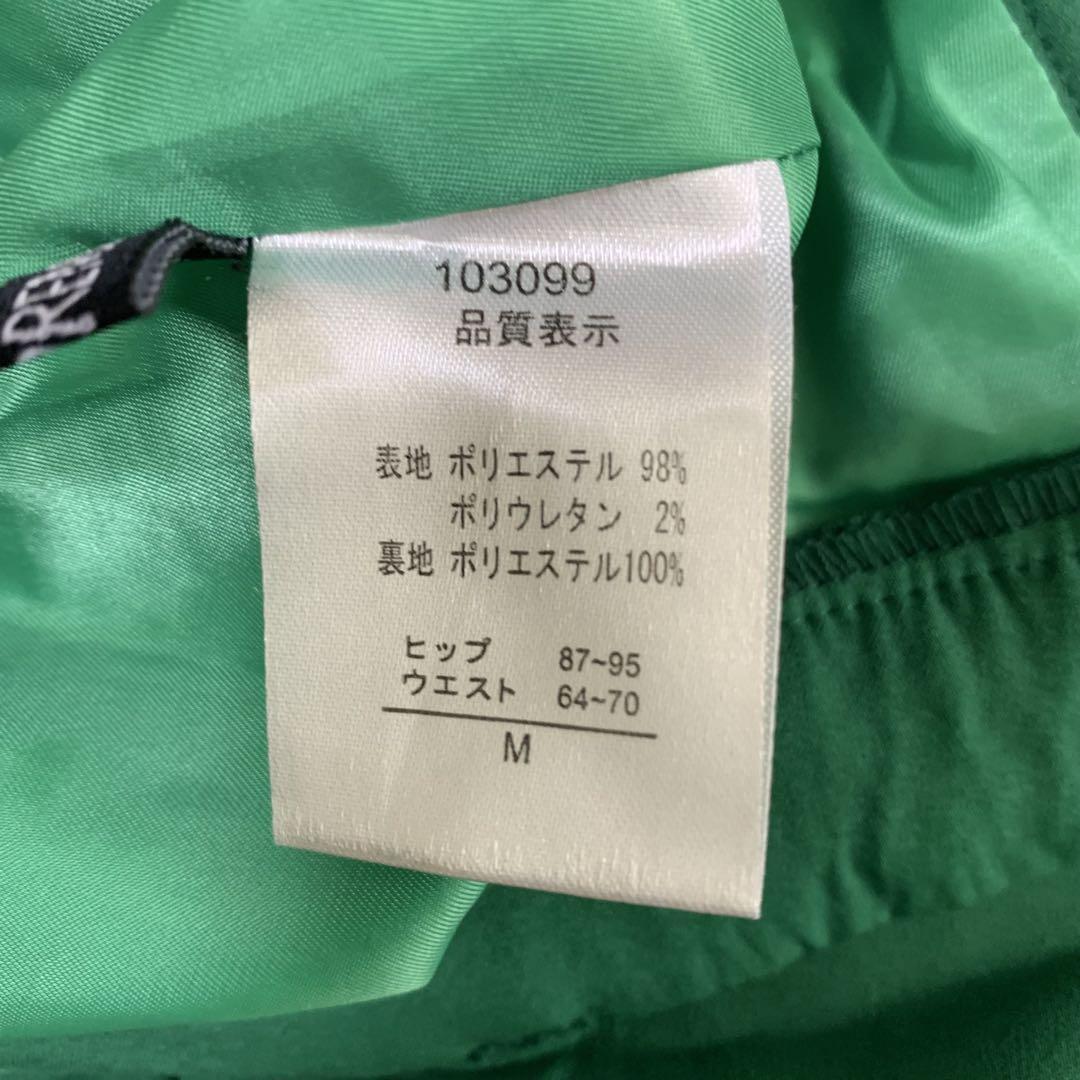 103099
品質表示
表地 ポリエステル 98%
ポリウレタン 2%
裏地 ポリエステル100%
ヒップ 87~95
ウエスト 64~70
M